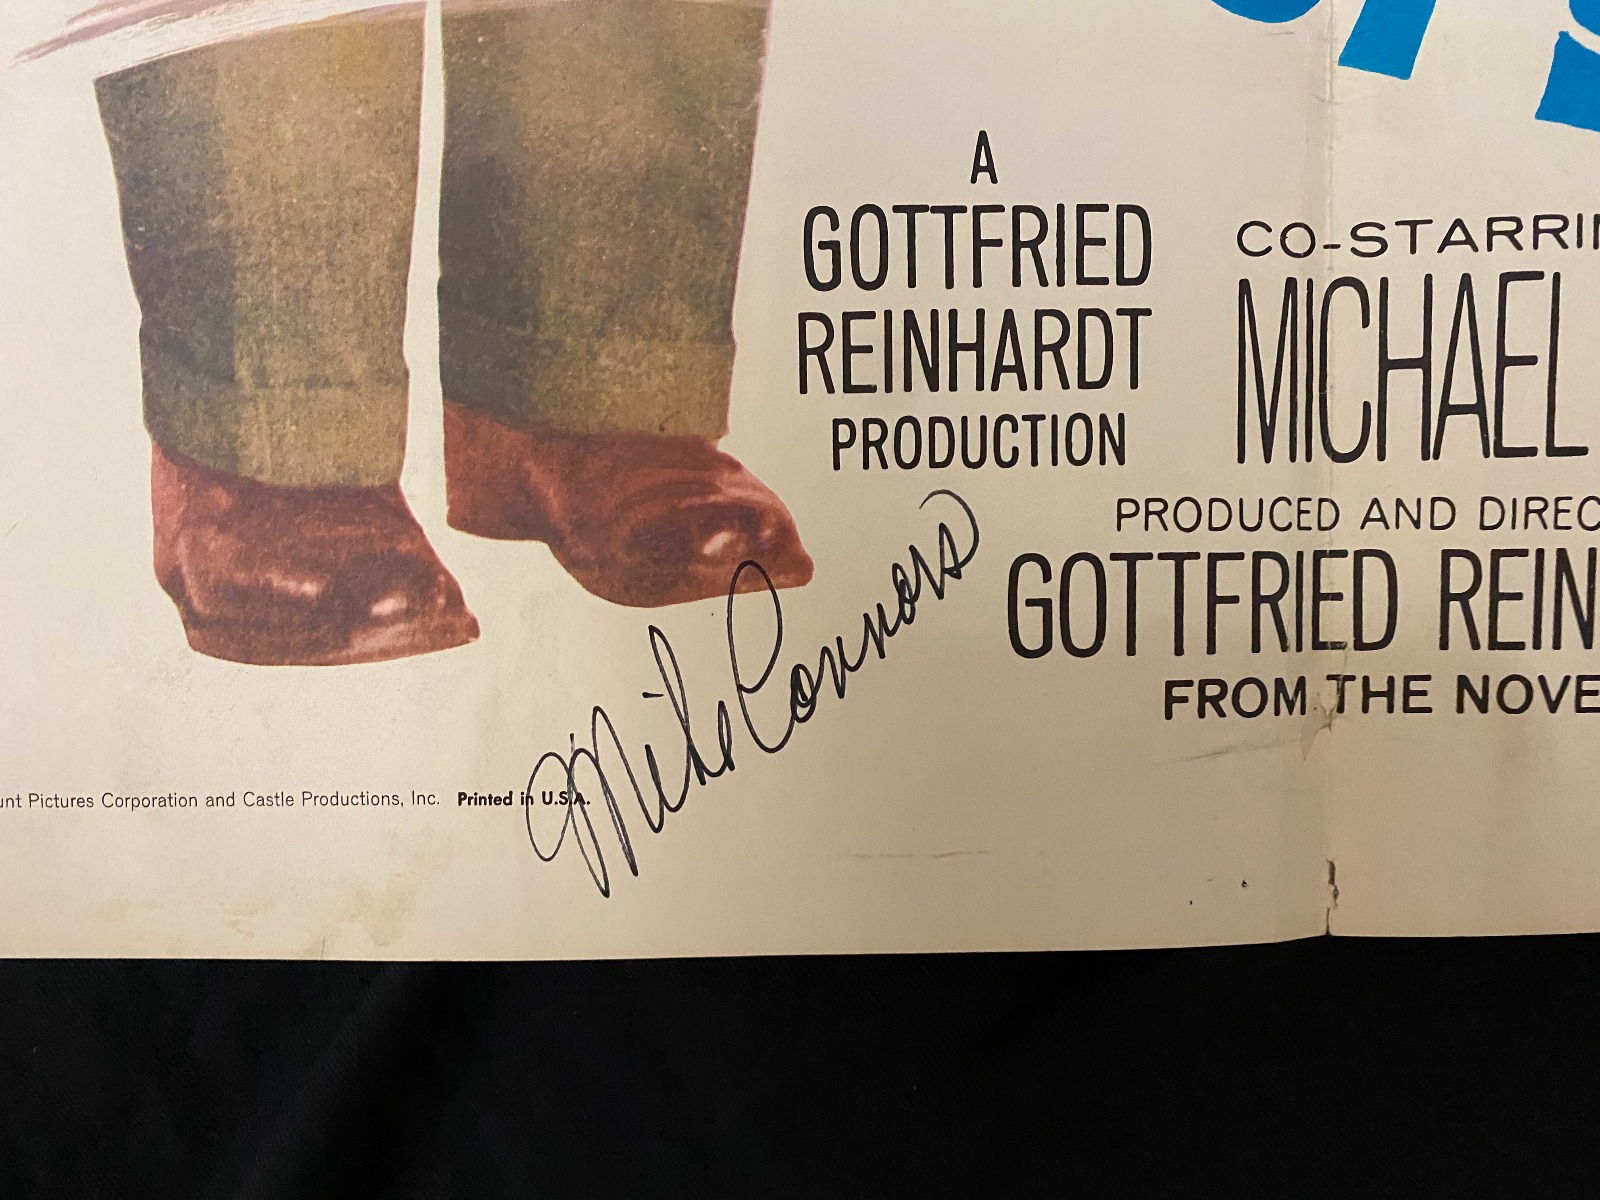 A
GOTTFRIED
REINHARDT
PRODUCTION
CO-STARRIN
MICHAEL
PRODUCED AND DIREC
GOTTFRIED REIN
FROM THE NOVE
Mike Connors
unt Pictures Corporation and Castle Productions, Inc. Printed in U.S.A.